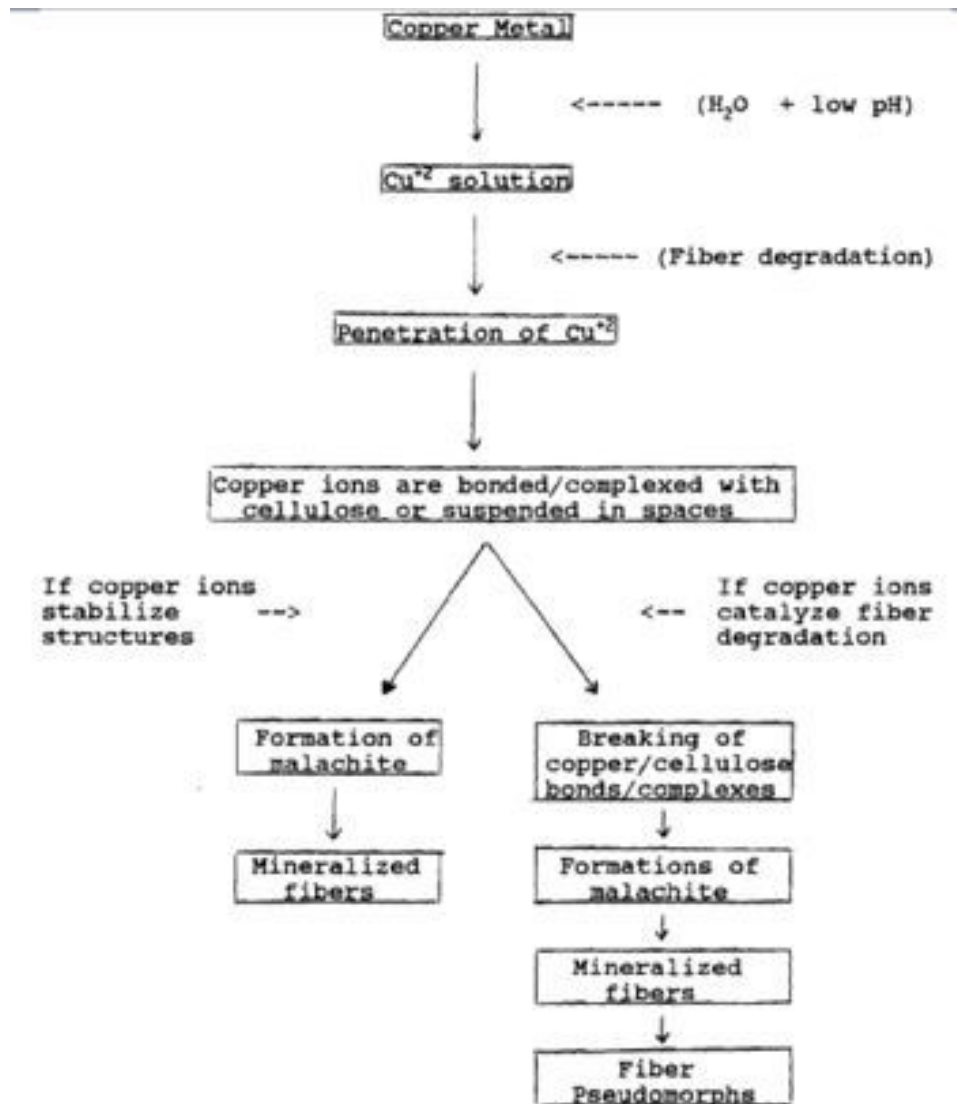 Copper Metal
<----- (H₂O + low pH)
Cu⁺² solution
<----- (Fiber degradation)
Penetration of Cu⁺²
Copper ions are bonded/complexed with
cellulose or suspended in spaces
If copper ions
stabilize -->
structures
If copper ions
<-- catalyze fiber
degradation
Formation of
malachite
Mineralized
fibers
Breaking of
copper/cellulose
bonds/complexes
Formations of
malachite
Mineralized
fibers
Fiber
Pseudomorphs